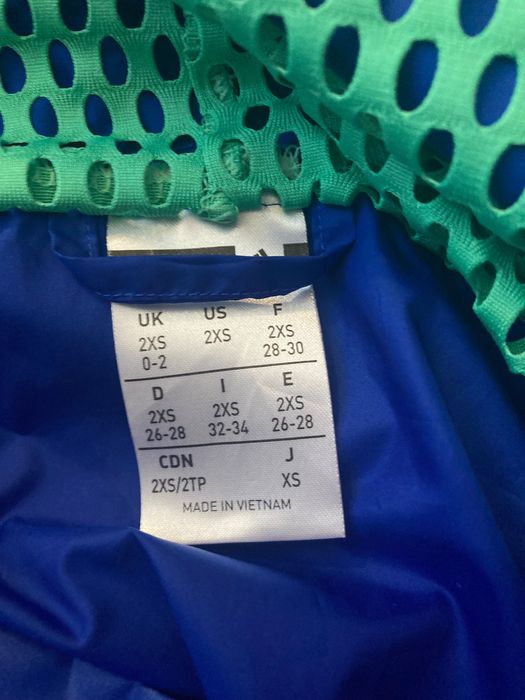 UK US F
2XS 2XS 2XS
0-2 28-30
D I E
2XS 2XS 2XS
26-28 32-34 26-28
CDN J
2XS/2TP XS
MADE IN VIETNAM